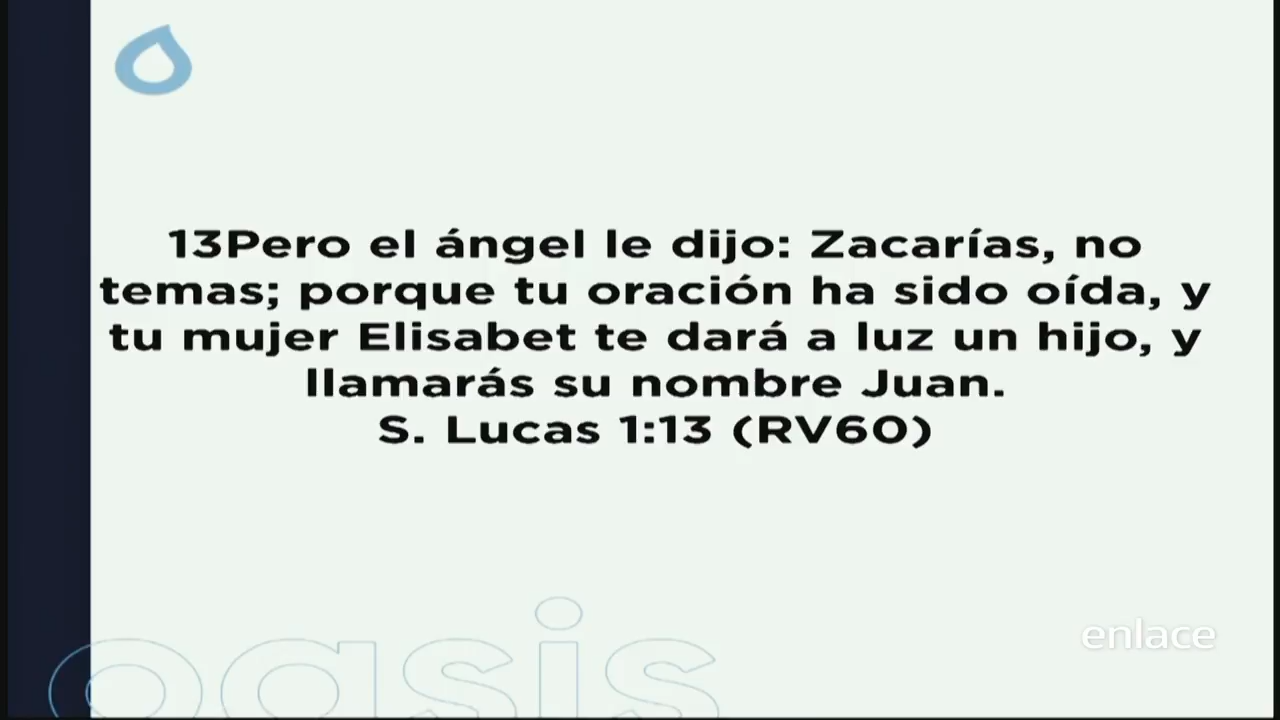 13Pero el ángel le dijo: Zacarías, no
temas; porque tu oración ha sido oída, y
tu mujer Elisabet te dará a luz un hijo, y
llamarás su nombre Juan.
S. Lucas 1:13 (RV60)
enlace
oasis